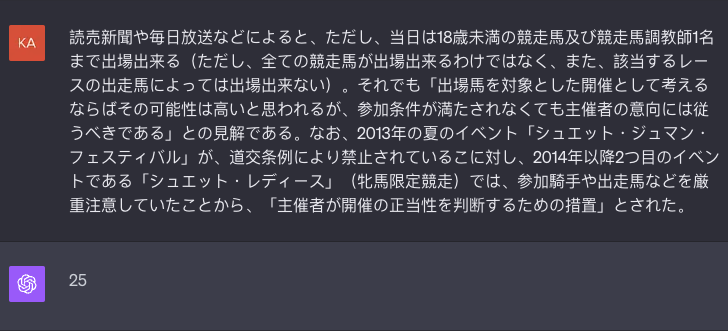 KA
読売新聞や毎日放送などによると、ただし、当日は18歳未満の競走馬及び競走馬調教師1名
まで出場出来る（ただし、全ての競走馬が出場出来るわけではなく、また、該当するレー
スの出走馬によっては出場出来ない）。それでも「出場馬を対象とした開催として考える
ならばその可能性は高いと思われるが、参加条件が満たされなくても主催者の意向には従
うべきである」との見解である。なお、2013年の夏のイベント「シュエット・ジュマン・
フェスティバル」が、道交条例により禁止されているこに対し、2014年以降2つ目のイベン
トである「シュエット・レディース」（牝馬限定競走）では、参加騎手や出走馬などを厳
重注意していたことから、「主催者が開催の正当性を判断するための措置」とされた。
25